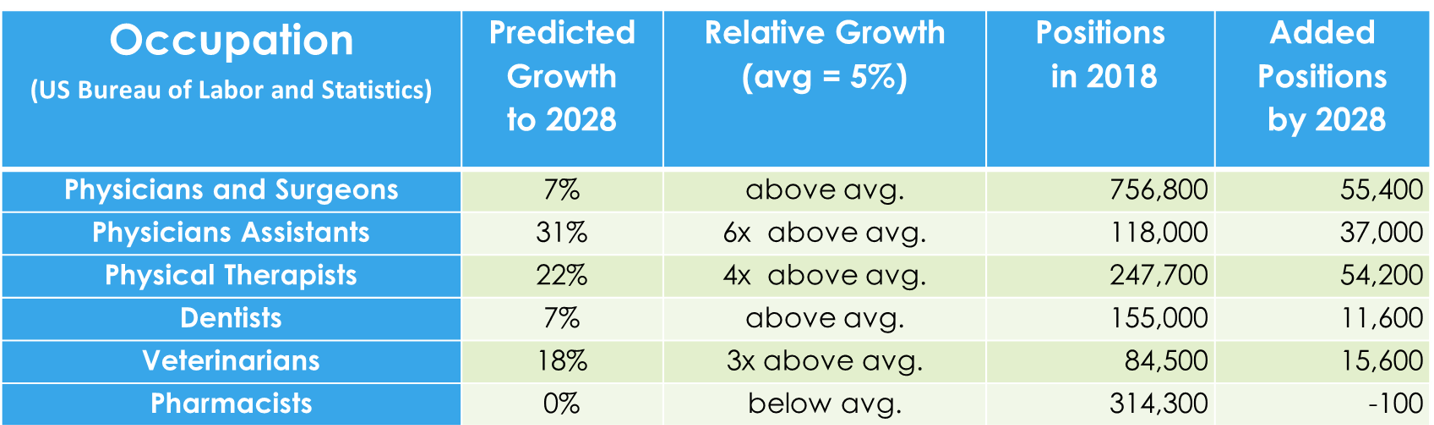 Occupation
(US Bureau of Labor and Statistics)
Predicted
Growth
to 2028
Relative Growth
(avg = 5%)
Positions
in 2018
Added
Positions
by 2028
Physicians and Surgeons 7% above avg. 756,800 55,400
Physicians Assistants 31% 6x above avg. 118,000 37,000
Physical Therapists 22% 4x above avg. 247,700 54,200
Dentists 7% above avg. 155,000 11,600
Veterinarians 18% 3x above avg. 84,500 15,600
Pharmacists 0% below avg. 314,300 -100